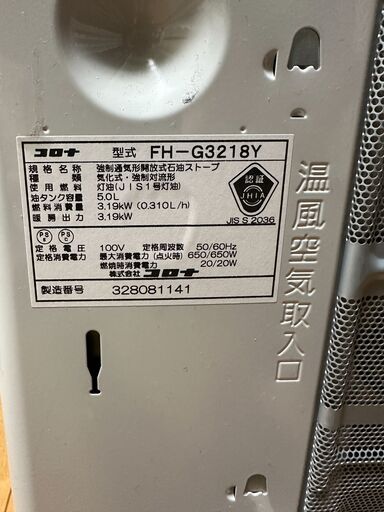 コロナ 型式 FH-G3218Y
規格名称 強制通気形開放式石油ストーブ
種類 気化式・強制対流形
使用燃料 灯油(JIS1号灯油)
油タンク容量 5.0L
燃料消費量 3.19kW (0.310L/h)
暖房出力 3.19kW
認証
JHIA
JIS S 2036
PS E PS C
定格電圧 100V 定格周波数 50/60Hz
定格消費電力 最大消費電力(点火時) 650/650W
燃焼時消費電力 20/20W
株式会社 コロナ
製造番号 328081141
温風空気取入口